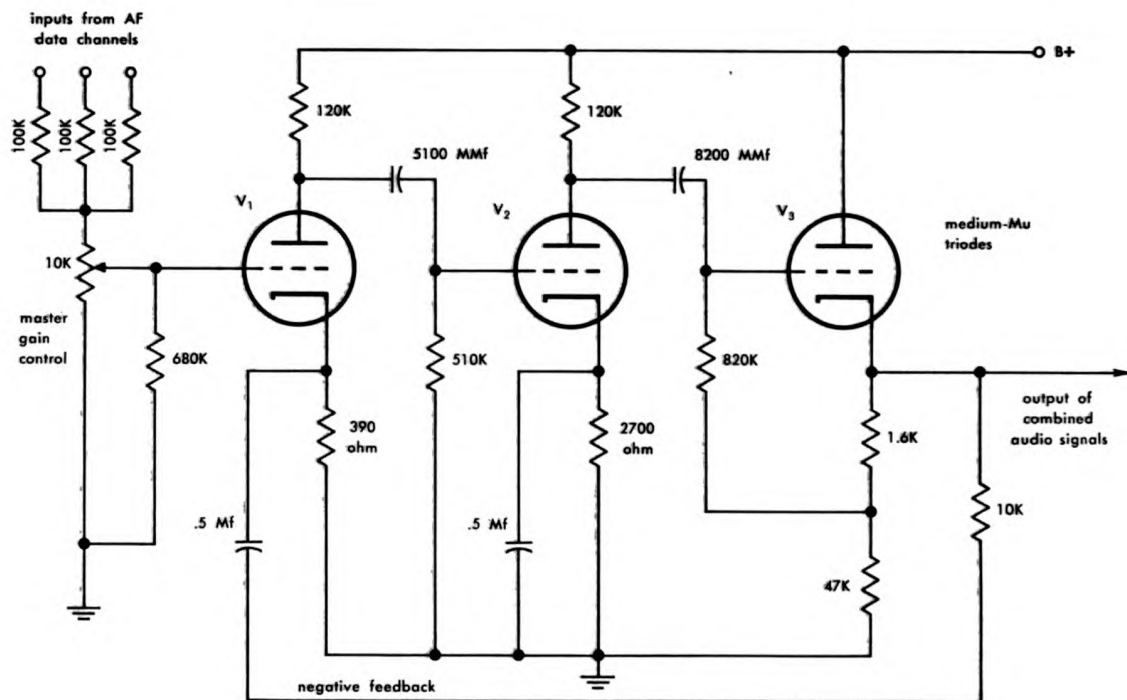 inputs from AF
data channels
B+
100K
100K
100K
120K
120K
5100 MMf
8200 MMf
V1
V2
V3
medium-Mu
triodes
10K
master
gain
control
680K
510K
820K
390
ohm
2700
ohm
1.6K
output of
combined
audio signals
10K
.5 Mf
.5 Mf
47K
negative feedback